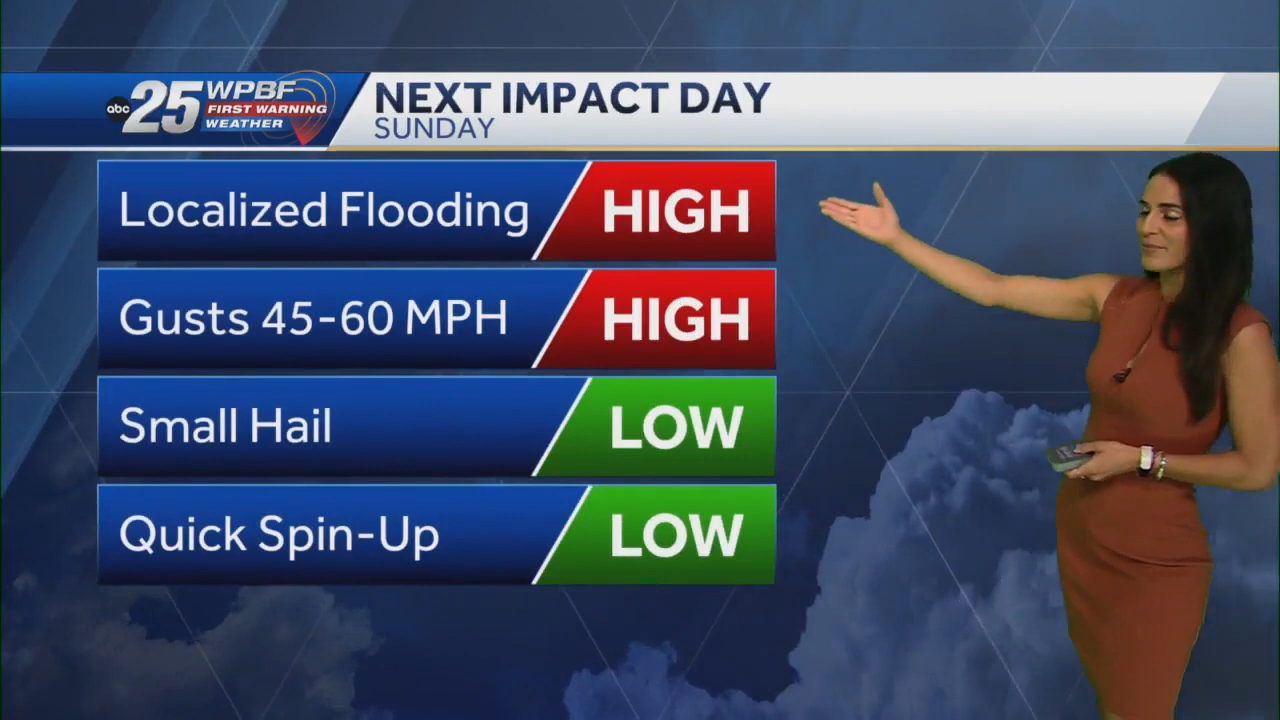 abc 25 WPBF
FIRST WARNING
WEATHER
NEXT IMPACT DAY
SUNDAY
Localized Flooding HIGH
Gusts 45-60 MPH HIGH
Small Hail LOW
Quick Spin-Up LOW